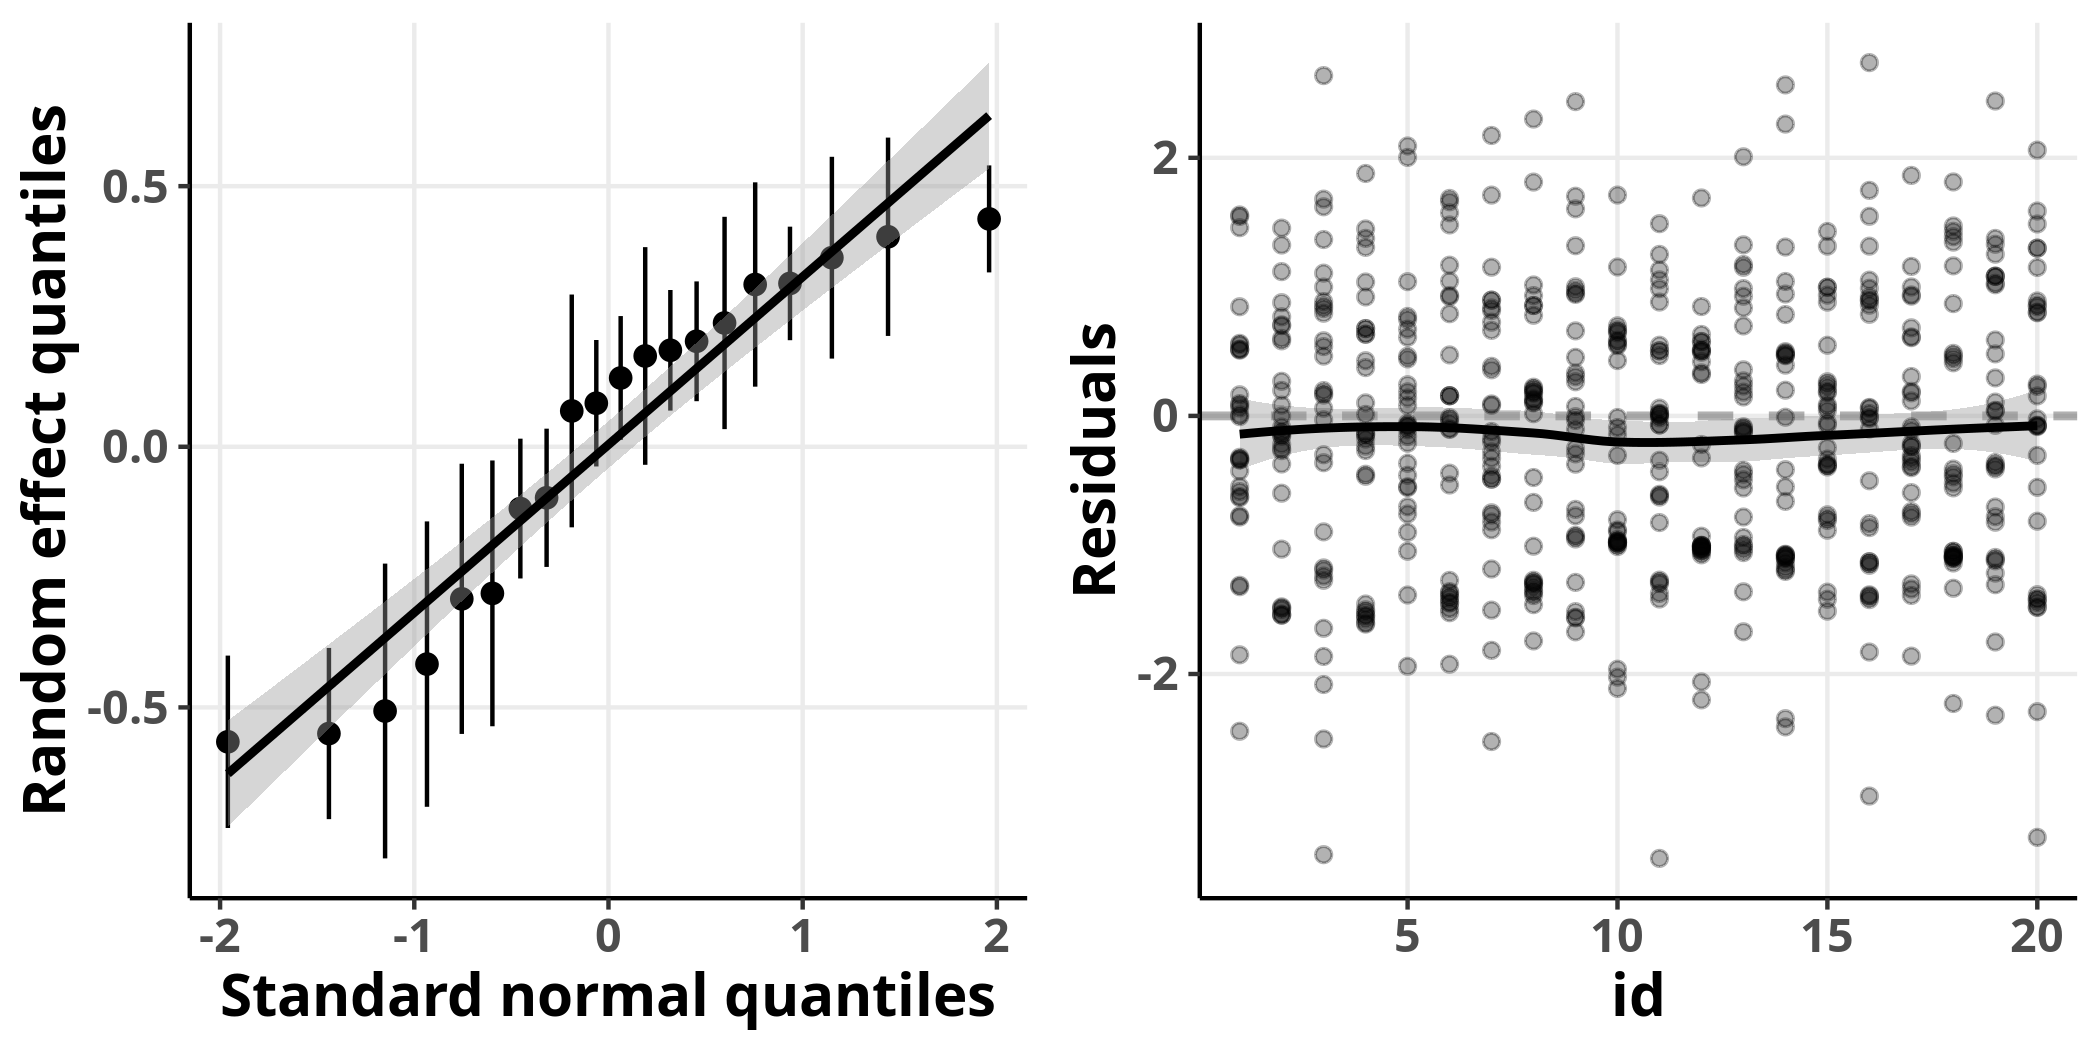 Random effect quantiles
0.5
0.0
-0.5
-2 -1 0 1 2
Standard normal quantiles
Residuals
2
0
-2
5 10 15 20
id